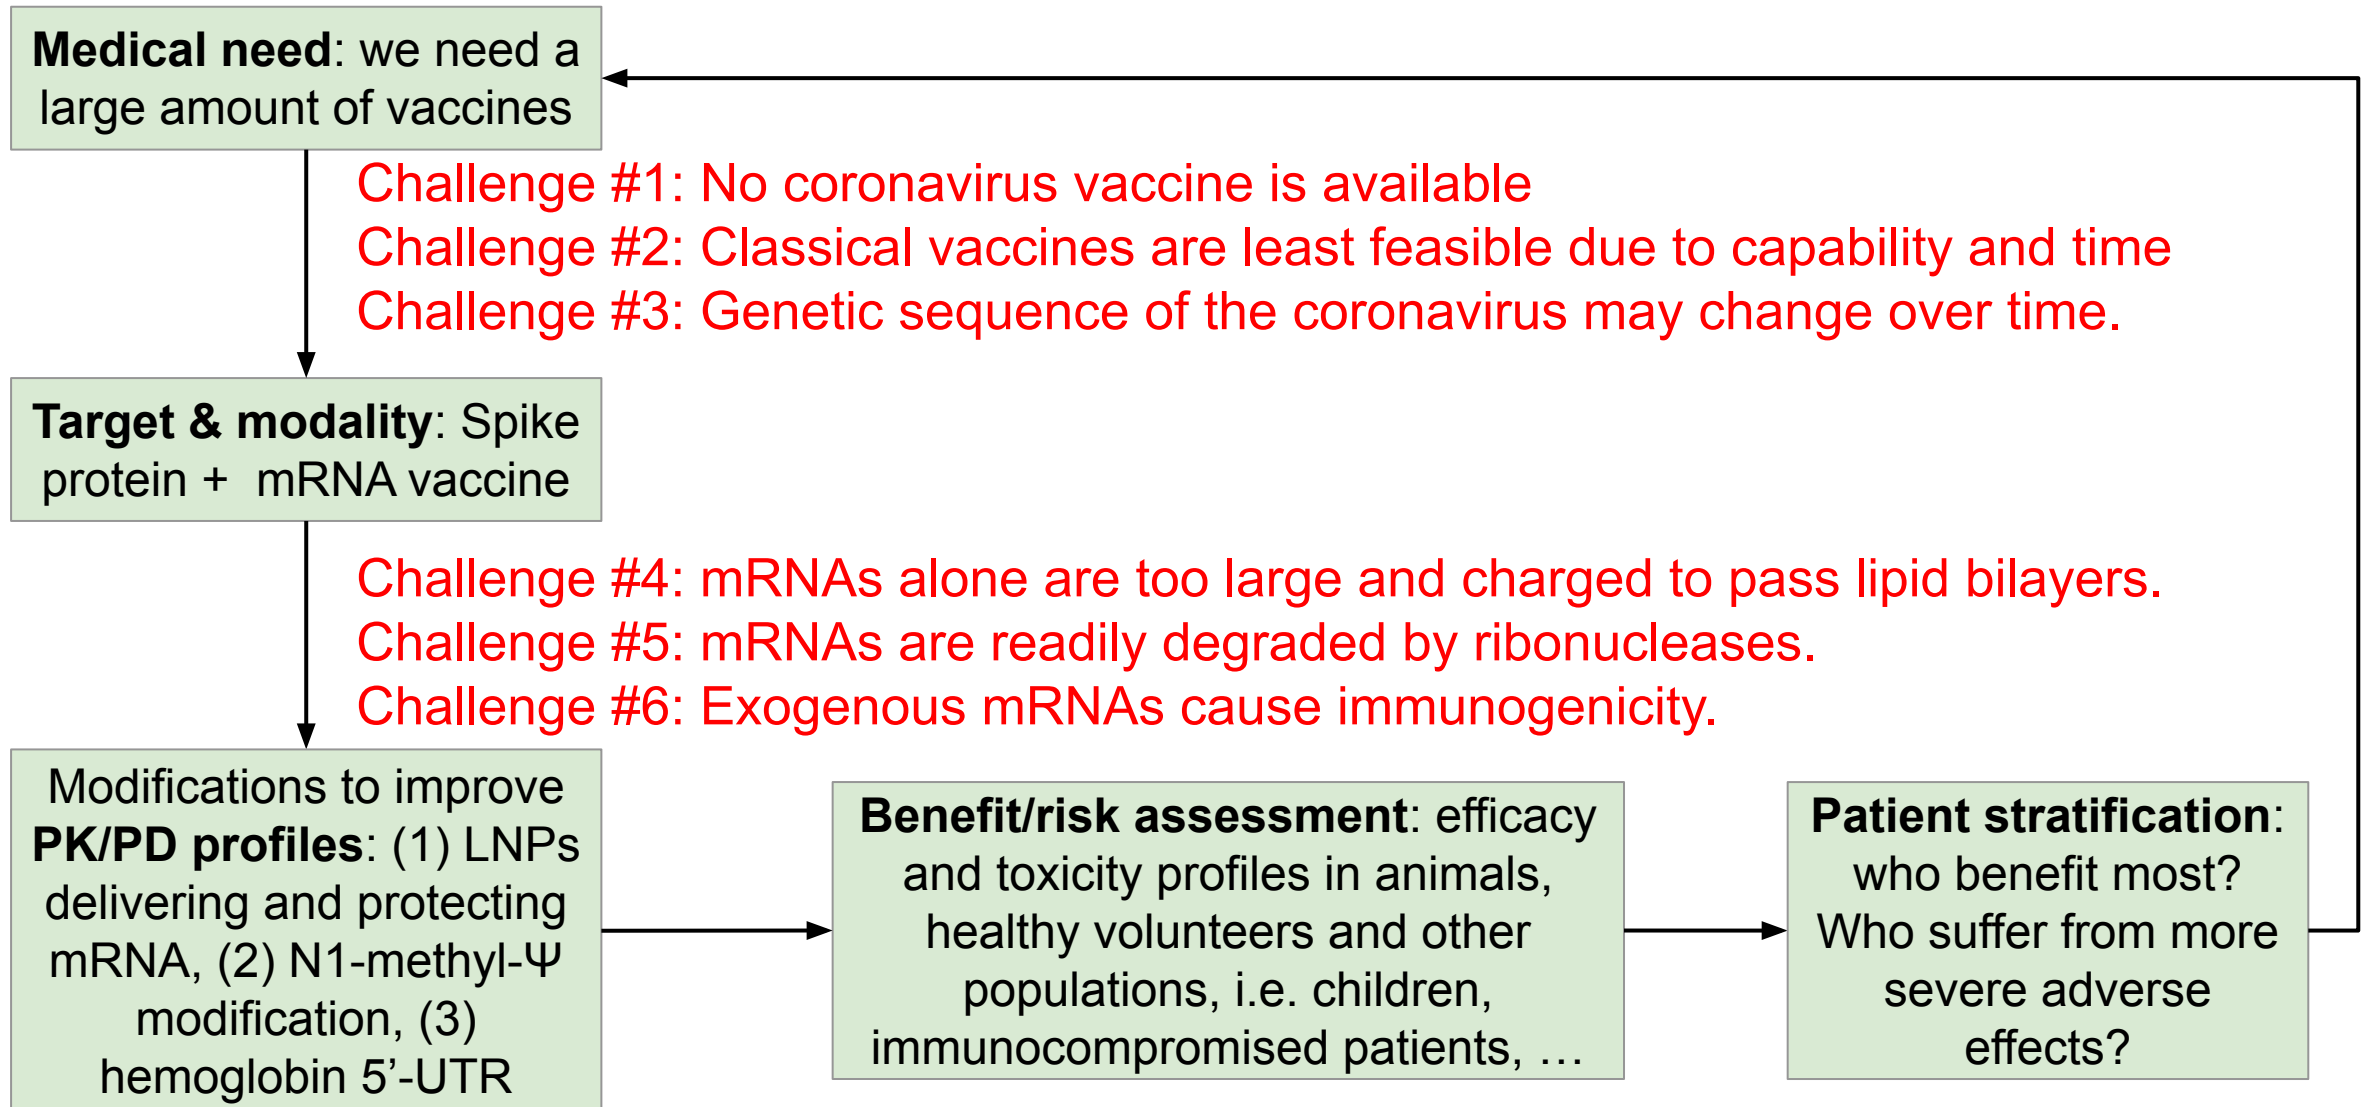 Medical need: we need a
large amount of vaccines
Challenge #1: No coronavirus vaccine is available
Challenge #2: Classical vaccines are least feasible due to capability and time
Challenge #3: Genetic sequence of the coronavirus may change over time.
Target & modality: Spike
protein +  mRNA vaccine
Challenge #4: mRNAs alone are too large and charged to pass lipid bilayers.
Challenge #5: mRNAs are readily degraded by ribonucleases.
Challenge #6: Exogenous mRNAs cause immunogenicity.
Modifications to improve
PK/PD profiles: (1) LNPs
delivering and protecting
mRNA, (2) N1-methyl-Ψ
modification, (3)
hemoglobin 5’-UTR
Benefit/risk assessment: efficacy
and toxicity profiles in animals,
healthy volunteers and other
populations, i.e. children,
immunocompromised patients, …
Patient stratification:
who benefit most?
Who suffer from more
severe adverse
effects?